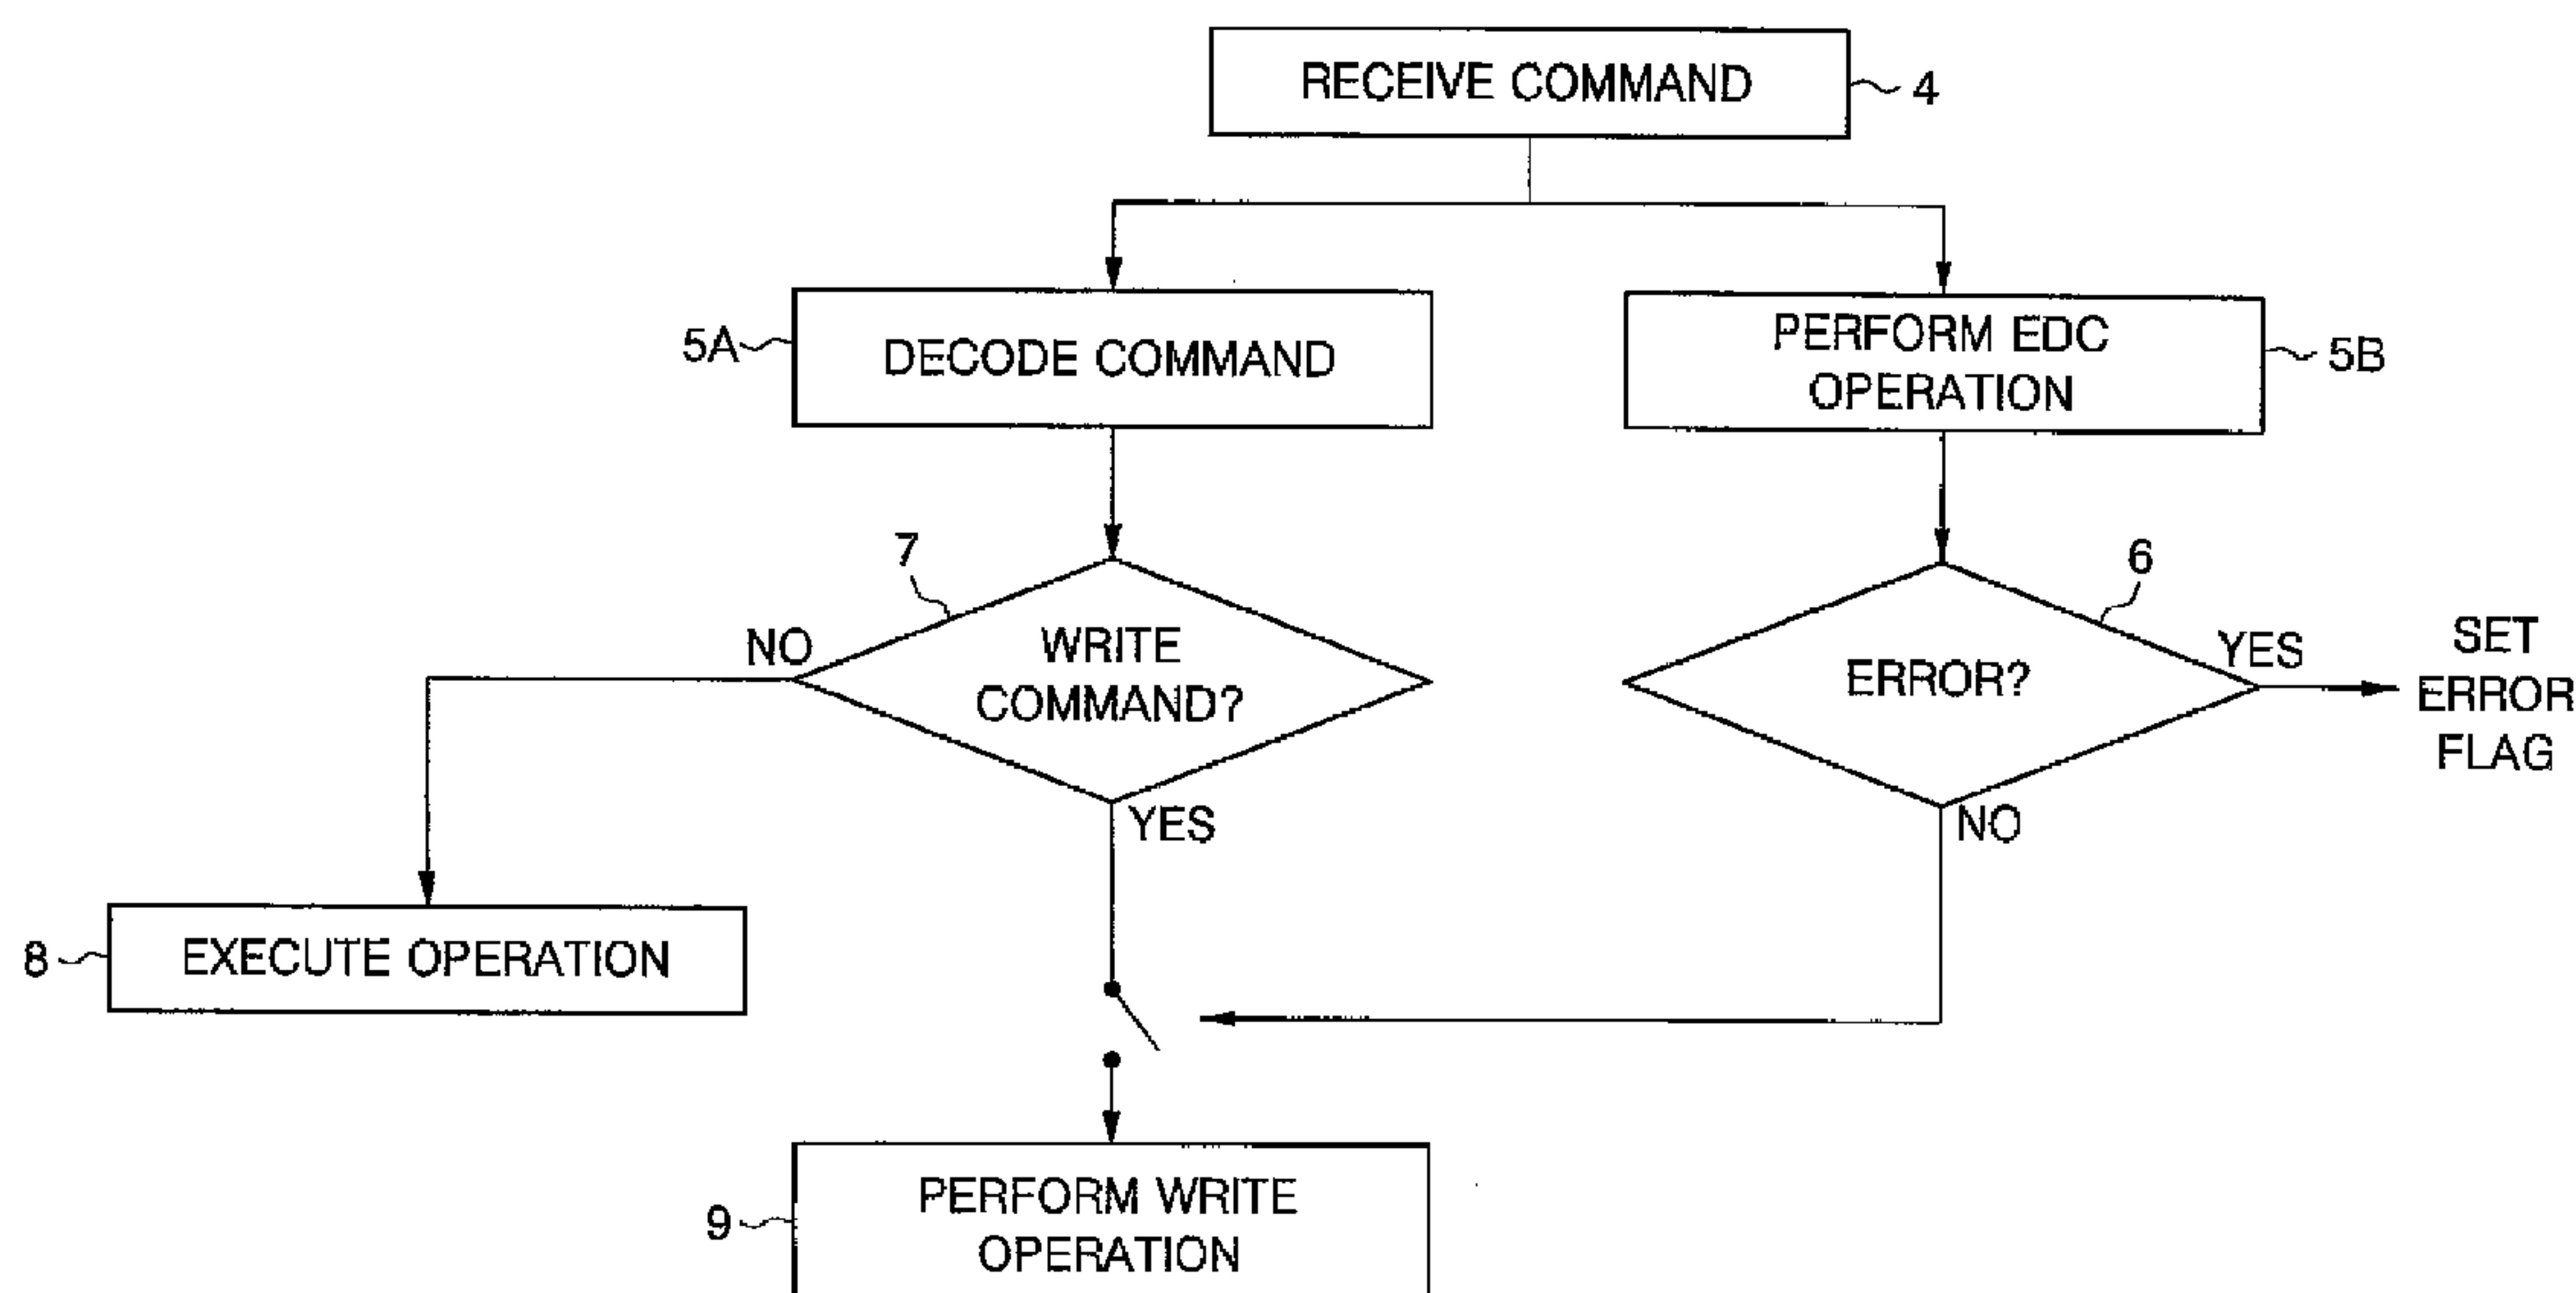 RECEIVE COMMAND
4
5A
DECODE COMMAND
PERFORM EDC
OPERATION
5B
7
NO
WRITE
COMMAND?
YES
6
ERROR?
YES
SET
ERROR
FLAG
NO
8
EXECUTE OPERATION
9
PERFORM WRITE
OPERATION